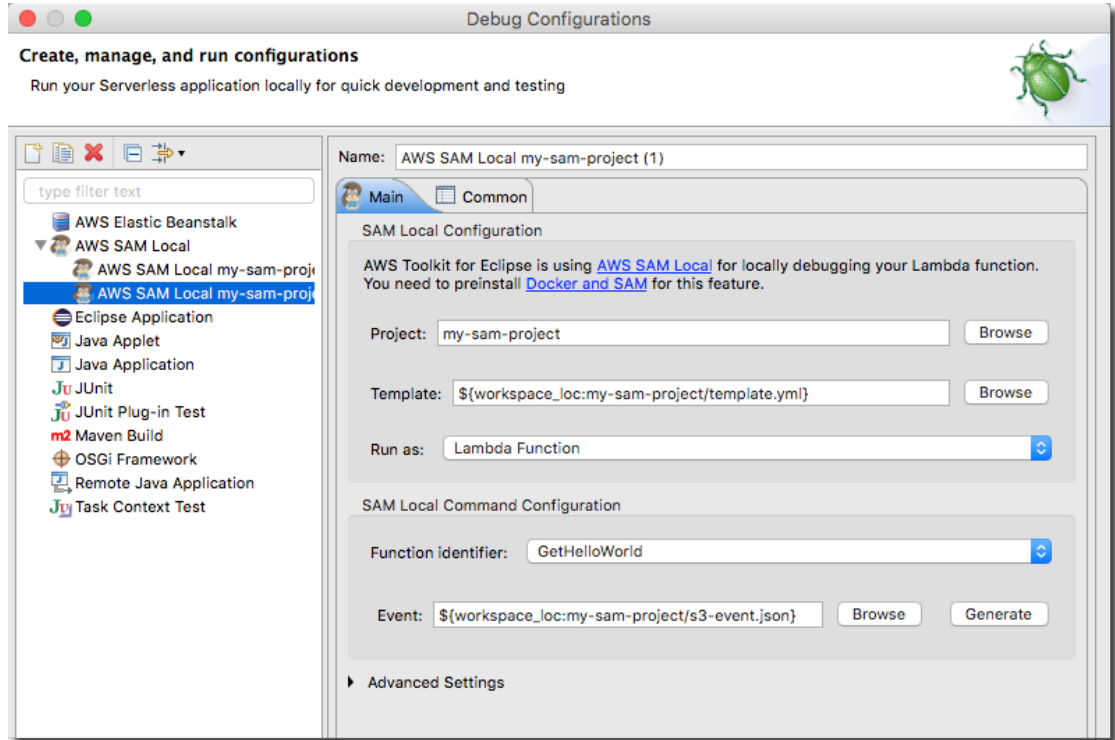 Debug Configurations
Create, manage, and run configurations
Run your Serverless application locally for quick development and testing
type filter text
AWS Elastic Beanstalk
AWS SAM Local
AWS SAM Local my-sam-proj
AWS SAM Local my-sam-proj
Eclipse Application
Java Applet
Java Application
Ju JUnit
Ju JUnit Plug-in Test
m2 Maven Build
OSGi Framework
Remote Java Application
Ju Task Context Test
Name: AWS SAM Local my-sam-project (1)
Main Common
SAM Local Configuration
AWS Toolkit for Eclipse is using AWS SAM Local for locally debugging your Lambda function.
You need to preinstall Docker and SAM for this feature.
Project: my-sam-project Browse
Template: ${workspace_loc:my-sam-project/template.yml} Browse
Run as: Lambda Function
SAM Local Command Configuration
Function identifier: GetHelloWorld
Event: ${workspace_loc:my-sam-project/s3-event.json} Browse Generate
Advanced Settings